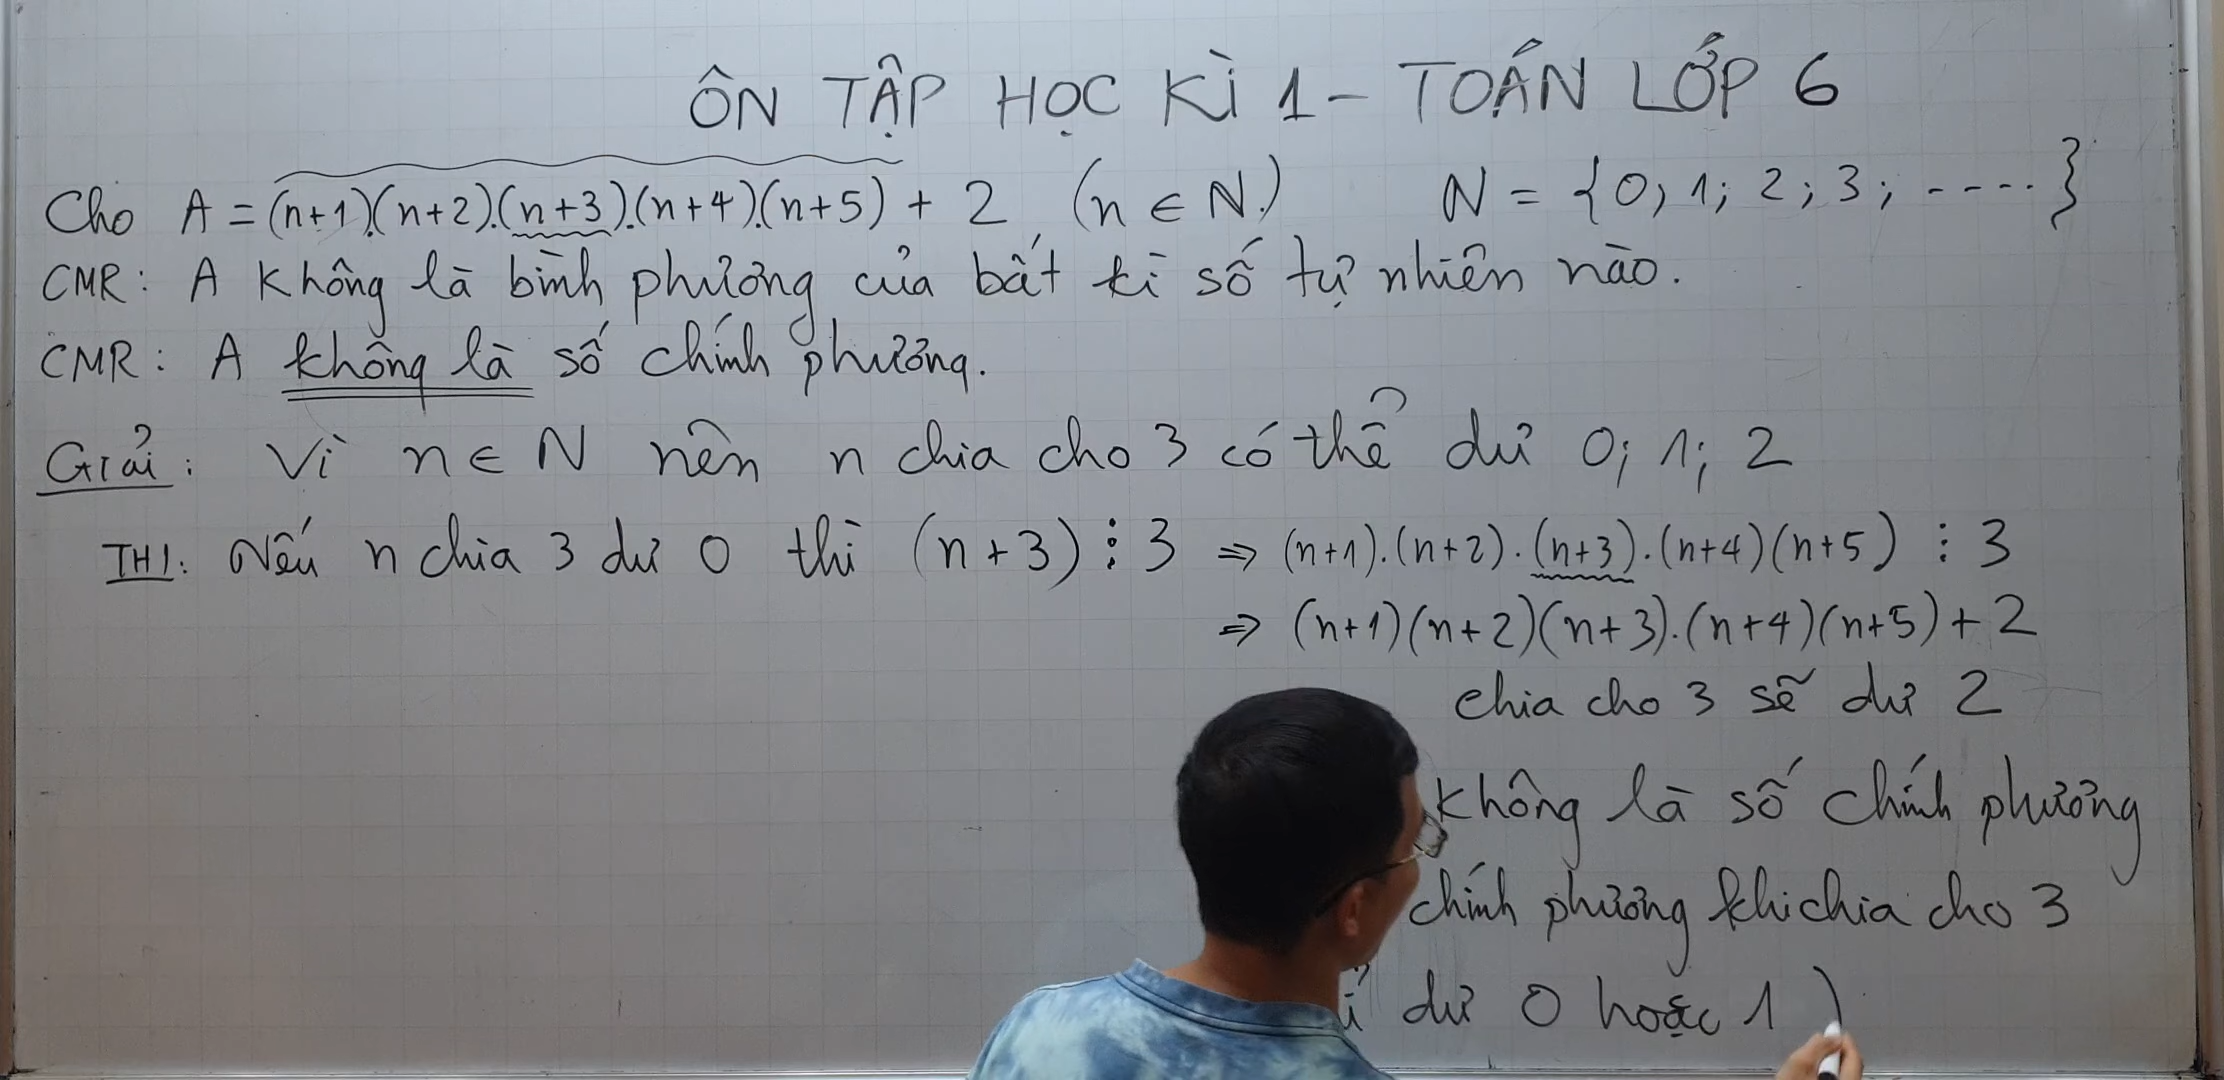 ÔN TẬP HỌC KÌ 1 - TOÁN LỚP 6
Cho A = (n+1).(n+2).(n+3).(n+4).(n+5) + 2 (n ∈ N) N = {0; 1; 2; 3; ....}
CMR: A không là bình phương của bất kì số tự nhiên nào.
CMR: A không là số chính phương.
Giải: Vì n ∈ N nên n chia cho 3 có thể dư 0; 1; 2
TH1: Nếu n chia 3 dư 0 thì (n+3) ⋮ 3 ⇒ (n+1).(n+2).(n+3).(n+4)(n+5) ⋮ 3
⇒ (n+1)(n+2)(n+3).(n+4)(n+5) + 2
chia cho 3 sẽ dư 2
không là số chính phương
chính phương khi chia cho 3
dư 0 hoặc 1 )